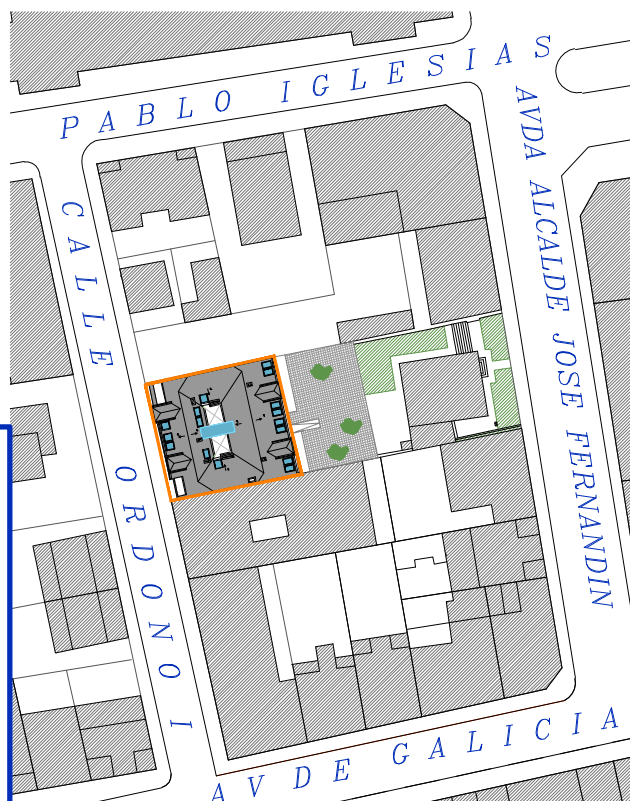 PABLO IGLESIAS
AVDA ALCALDE JOSE FERNANDIN
CALLE ORDONO I
AV DE GALICIA